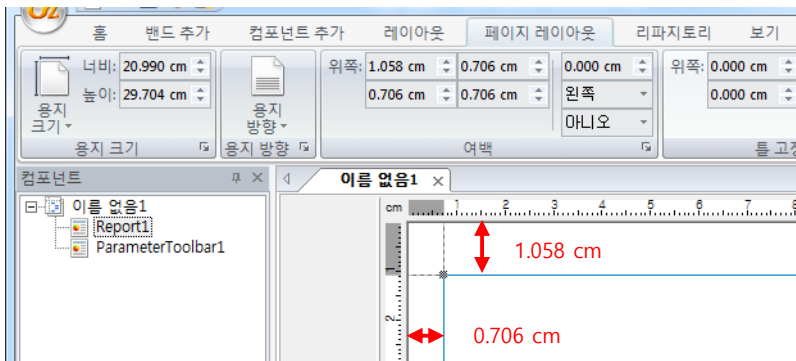 OZ
홈 밴드 추가 컴포넌트 추가 레이아웃 페이지 레이아웃 리파지토리 보기
너비: 20.990 cm 위쪽: 1.058 cm 0.706 cm 0.000 cm 위쪽: 0.000 cm
높이: 29.704 cm 0.706 cm 0.706 cm 왼쪽 0.000 cm
용지 크기 용지 방향 아니오
용지 크기 용지 방향 여백 틀 고정
컴포넌트 이름 없음1
이름 없음1 cm 1 2 3 4 5 6 7 8
Report1
ParameterToolbar1 1.058 cm
1
2
0.706 cm